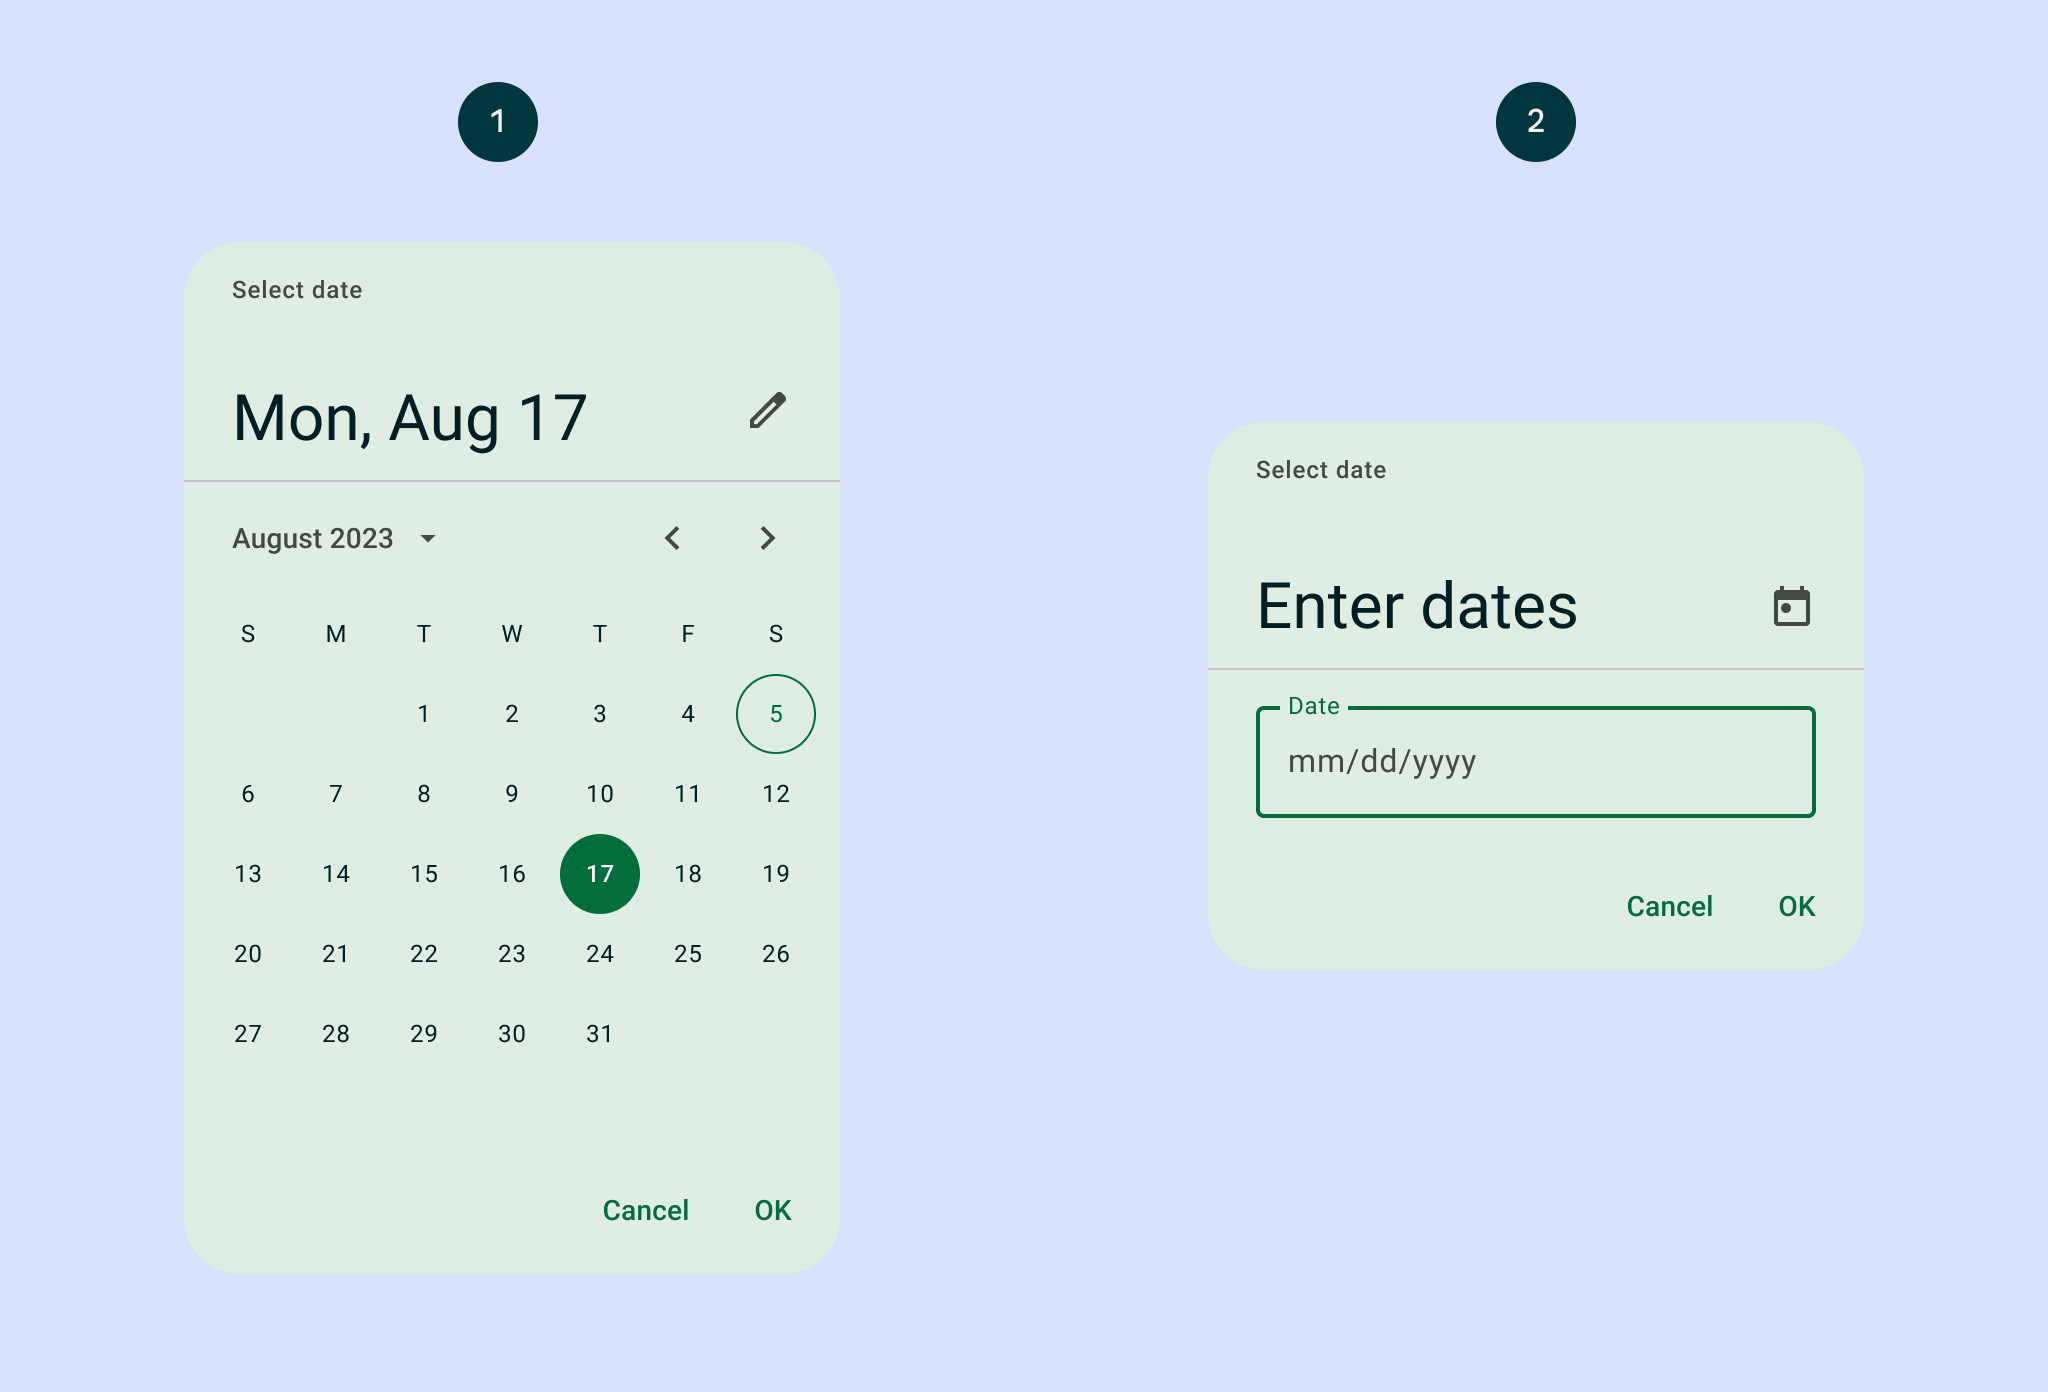 1
Select date
Mon, Aug 17
August 2023
S M T W T F S
1 2 3 4 5
6 7 8 9 10 11 12
13 14 15 16 17 18 19
20 21 22 23 24 25 26
27 28 29 30 31
Cancel OK
2
Select date
Enter dates
Date
mm/dd/yyyy
Cancel OK